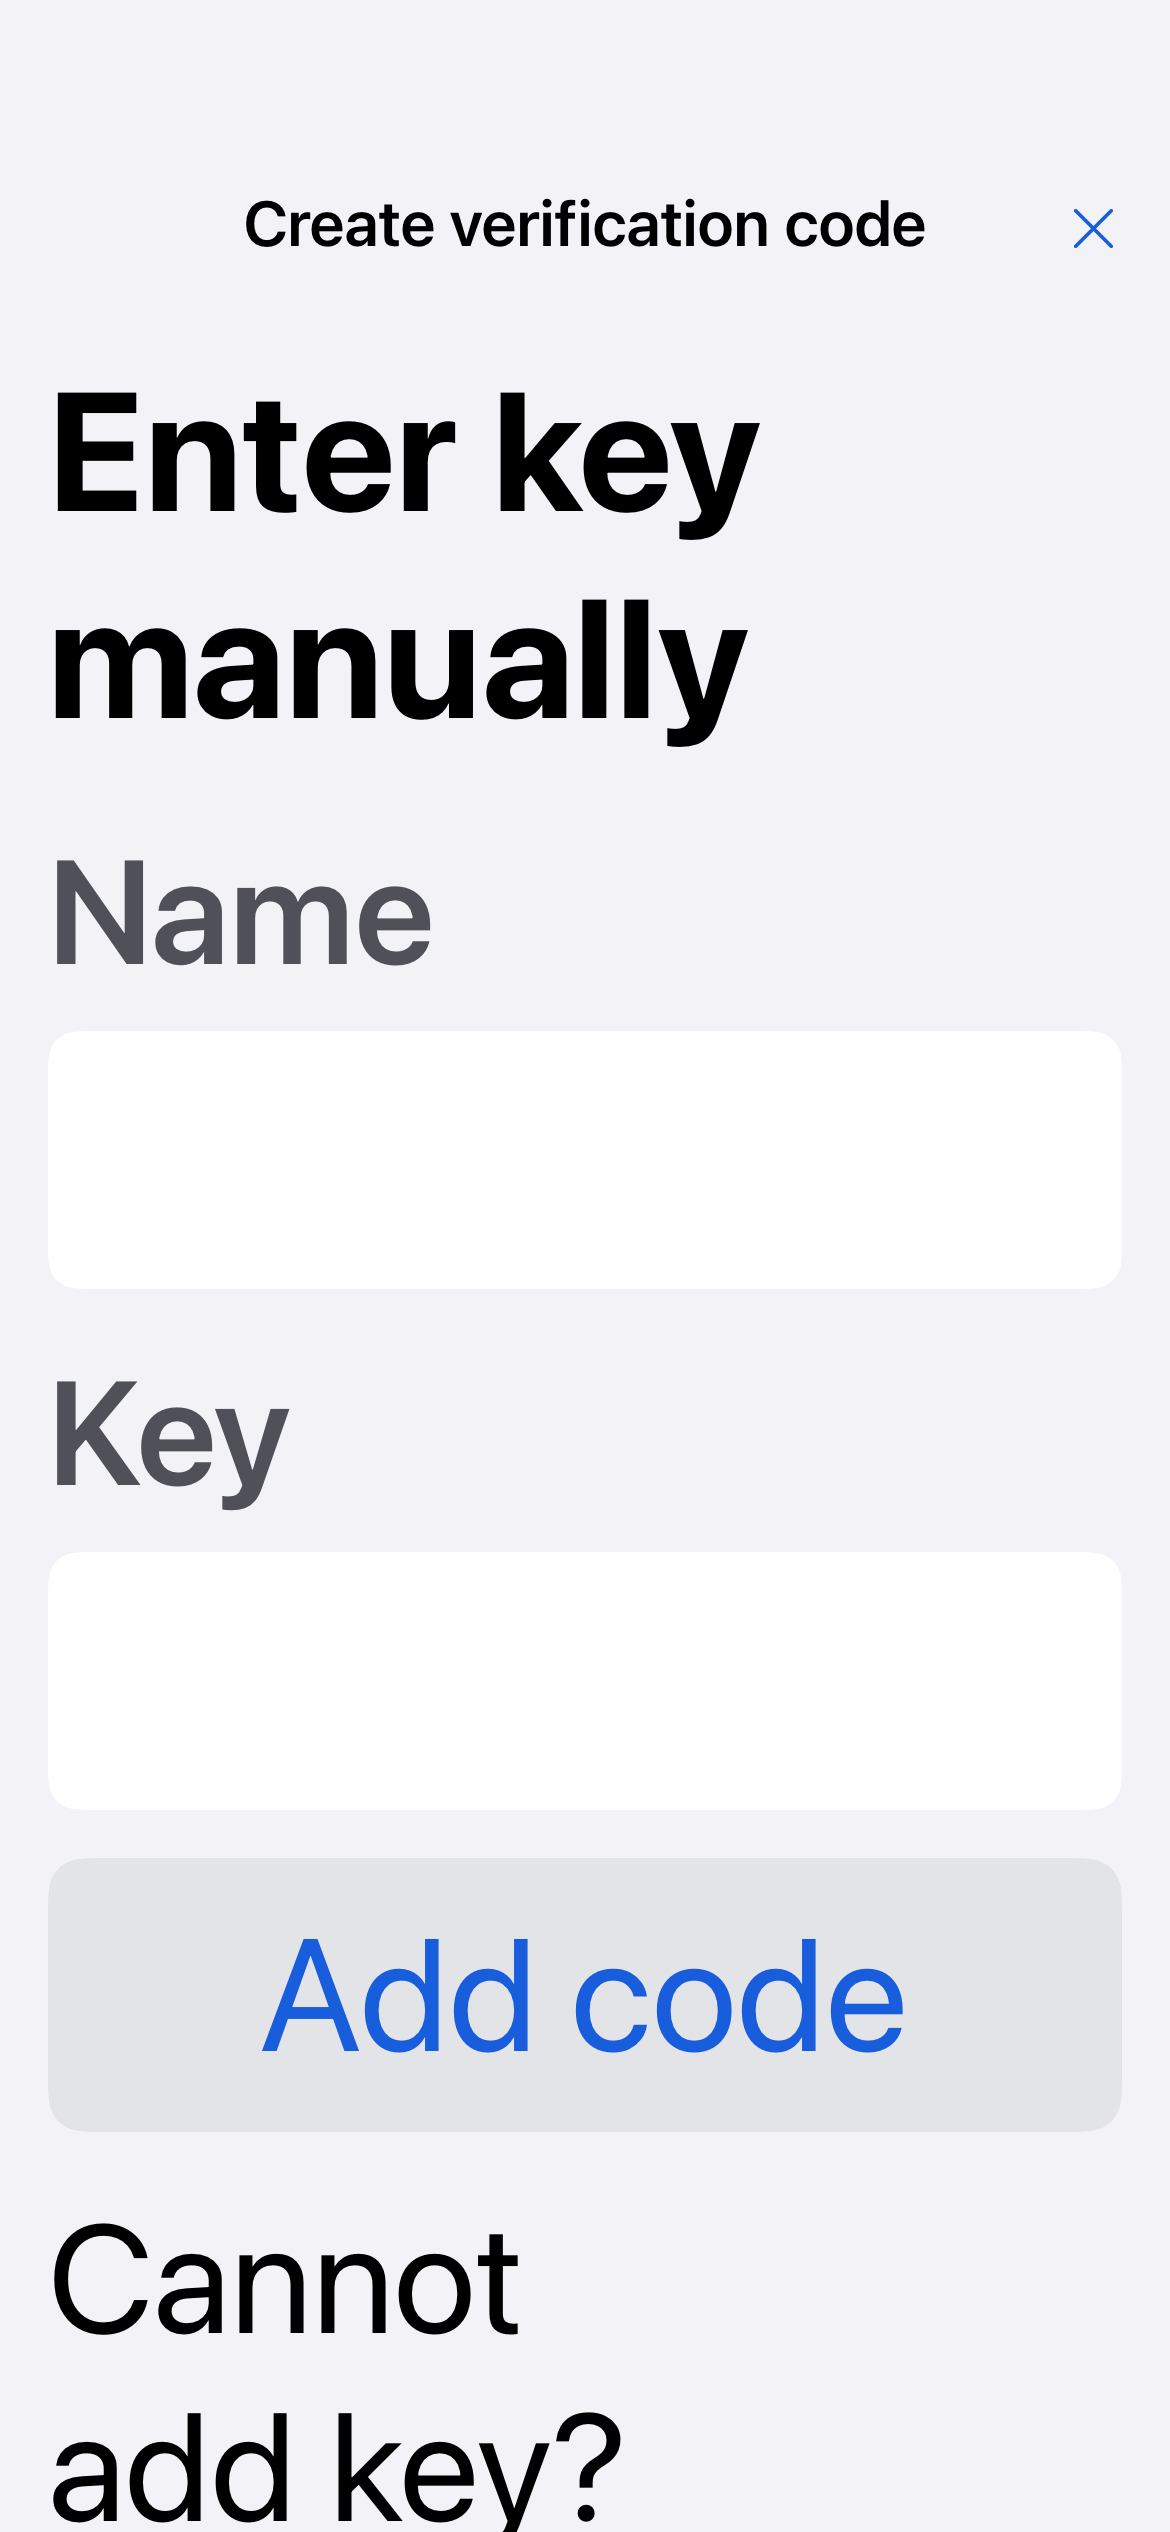 Create verification code
Enter key
manually
Name
Key
Add code
Cannot
add key?